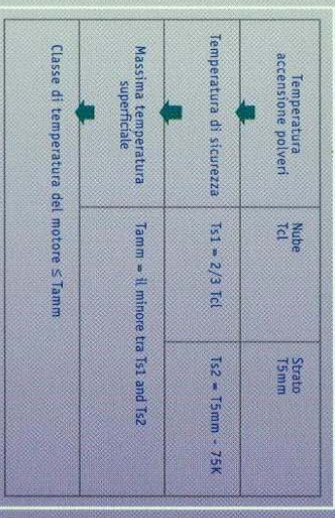 Temperatura
accensione polveri
Nube
Tcl
Strato
T5mm
Temperatura di sicurezza
Ts1 = 2/3 Tcl
Ts2 = T5mm - 75K
Massima temperatura
superficiale
Tamm = il minore tra Ts1 and Ts2
Classe di temperatura del motore ≤ Tamm